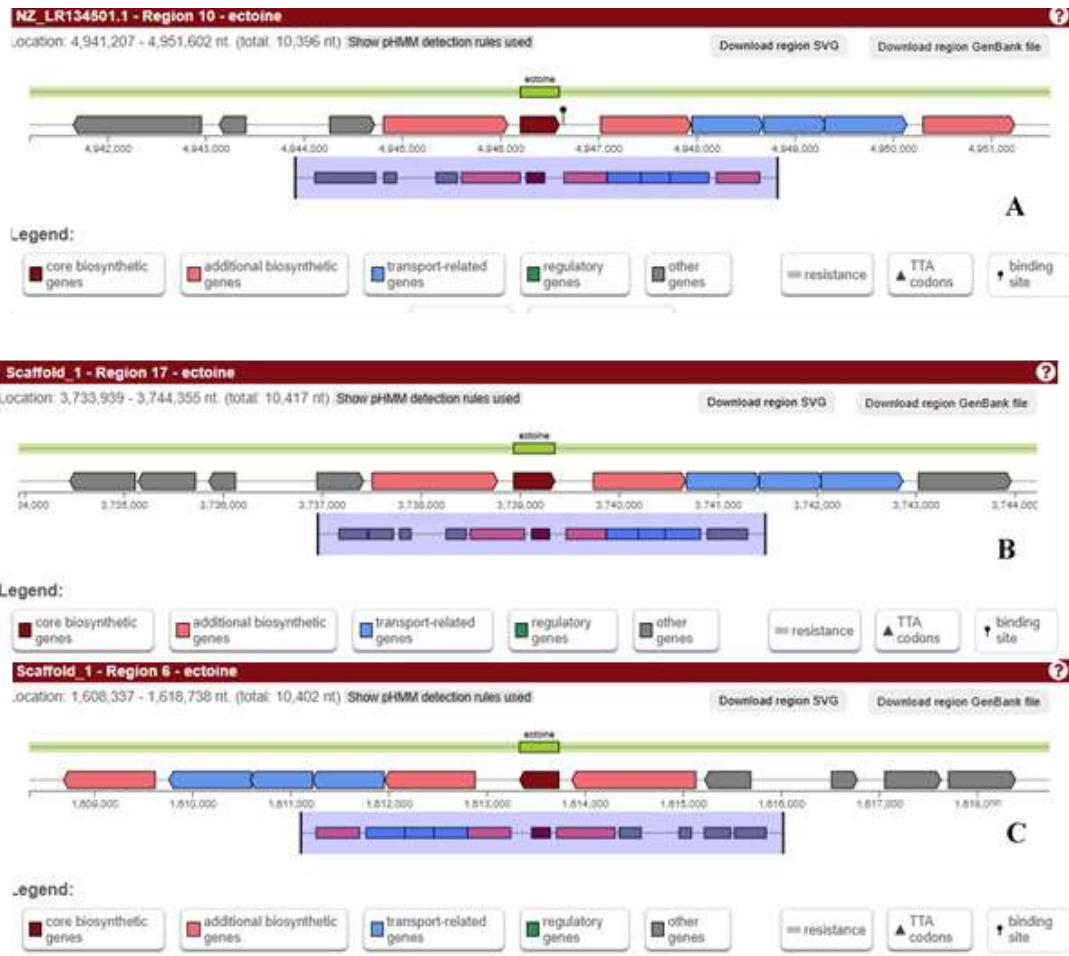 NZ_LR134501.1 - Region 10 - ectoine
?
Location: 4,941,207 - 4,951,602 nt. (total: 10,396 nt) Show pHMM detection rules used
Download region SVG
Download region GenBank file
ectoine
4,942,000 4,943,000 4,944,000 4,945,000 4,946,000 4,947,000 4,948,000 4,949,000 4,950,000 4,951,000
A
Legend:
core biosynthetic genes
additional biosynthetic genes
transport-related genes
regulatory genes
other genes
resistance
TTA codons
binding site
Scaffold_1 - Region 17 - ectoine
?
Location: 3,733,939 - 3,744,355 nt. (total: 10,417 nt) Show pHMM detection rules used
Download region SVG
Download region GenBank file
ectoine
34,000 3,735,000 3,736,000 3,737,000 3,738,000 3,739,000 3,740,000 3,741,000 3,742,000 3,743,000 3,744,000
B
Legend:
core biosynthetic genes
additional biosynthetic genes
transport-related genes
regulatory genes
other genes
resistance
TTA codons
binding site
Scaffold_1 - Region 6 - ectoine
?
Location: 1,608,337 - 1,618,738 nt. (total: 10,402 nt) Show pHMM detection rules used
Download region SVG
Download region GenBank file
ectoine
1,609,000 1,610,000 1,611,000 1,612,000 1,613,000 1,614,000 1,615,000 1,616,000 1,617,000 1,618,000
C
Legend:
core biosynthetic genes
additional biosynthetic genes
transport-related genes
regulatory genes
other genes
resistance
TTA codons
binding site